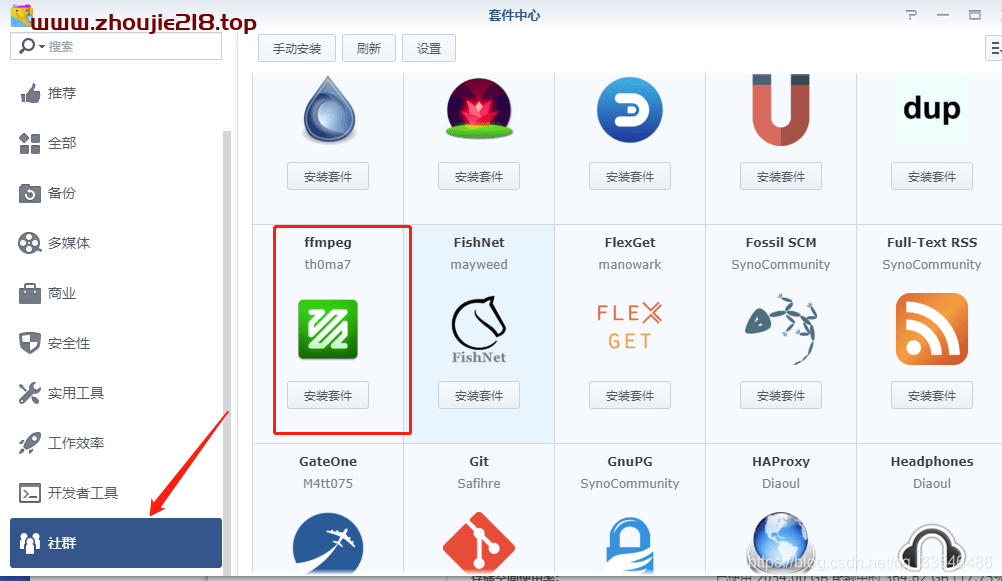 www.zhoujie218.top
套件中心
搜索
手动安装
刷新
设置
推荐
全部
备份
多媒体
商业
安全性
实用工具
工作效率
开发者工具
社群
dup
安装套件
安装套件
安装套件
安装套件
安装套件
ffmpeg
th0ma7
安装套件
FishNet
mayweed
FishNet
安装套件
FlexGet
manowark
FLEX
GET
安装套件
Fossil SCM
SynoCommunity
安装套件
Full-Text RSS
SynoCommunity
安装套件
GateOne
M4tt075
Git
Safihre
GnuPG
SynoCommunity
HAProxy
Diaoul
Headphones
Diaoul